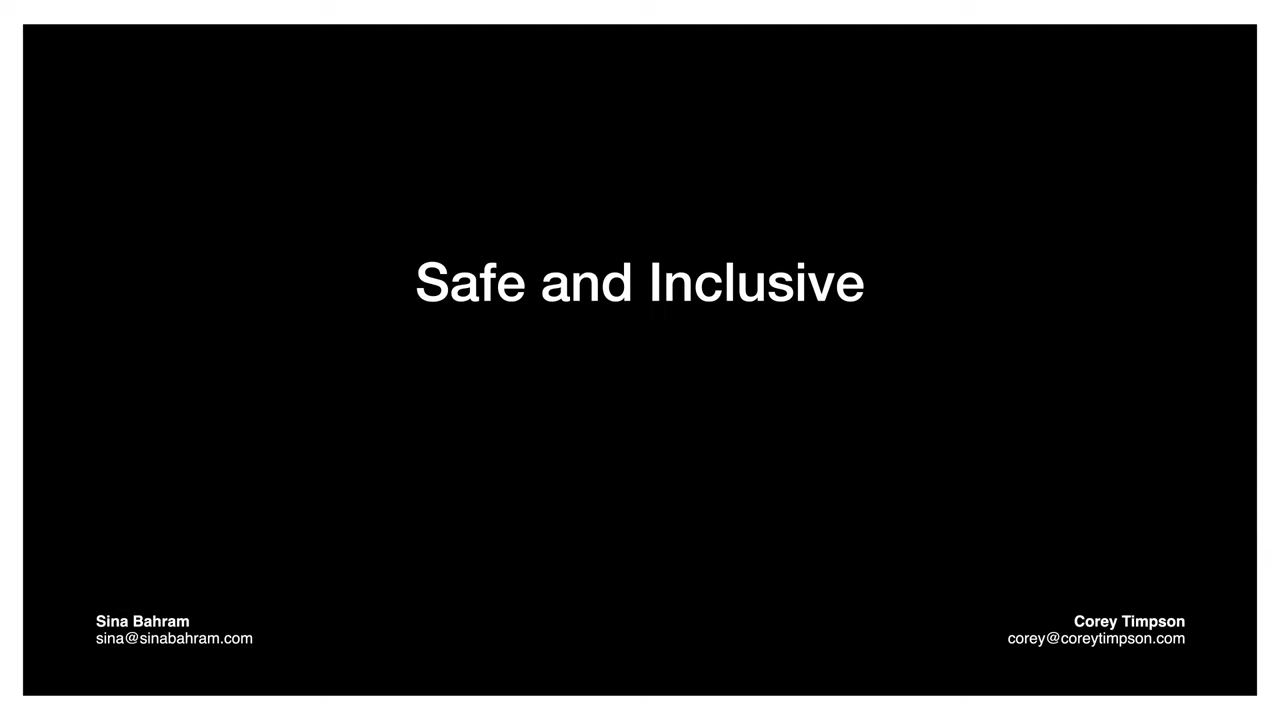 Safe and Inclusive
Sina Bahram
sina@sinabahram.com
Corey Timpson
corey@coreytimpson.com